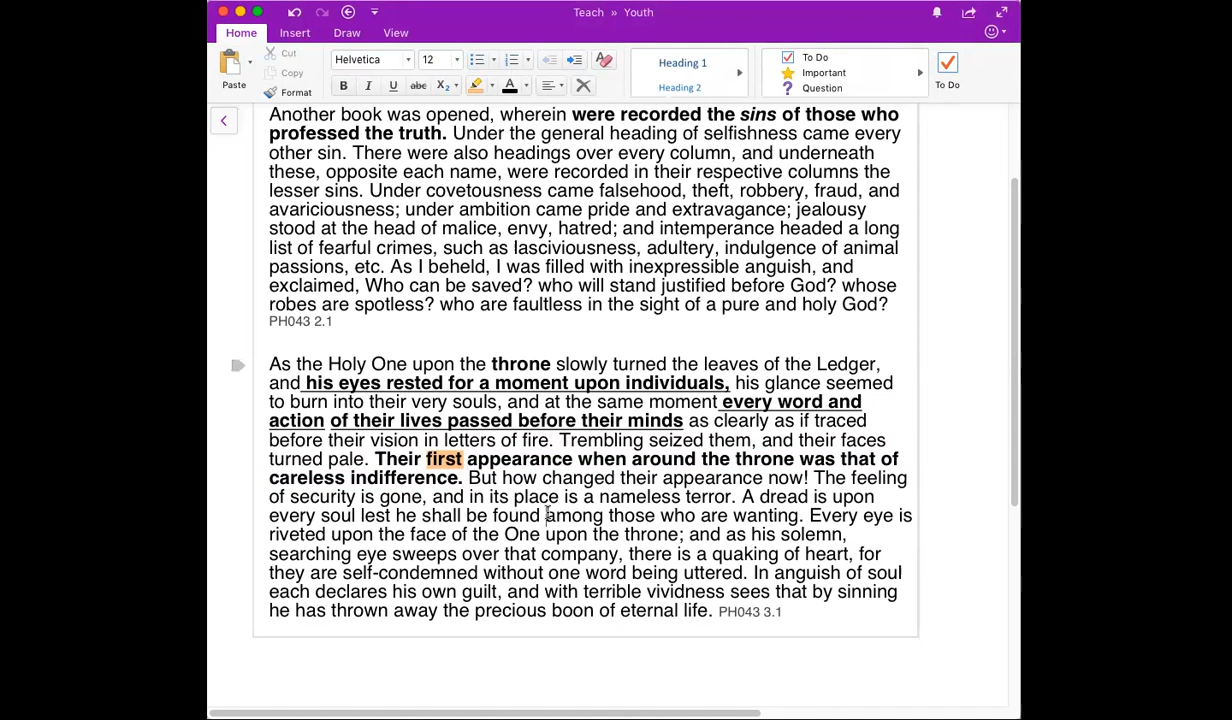 Teach » Youth
Home Insert Draw View
Paste
Cut
Copy
Format
Helvetica 12
B I U abc X2 A
Heading 1
Heading 2
To Do
Important
Question
To Do
Another book was opened, wherein were recorded the sins of those who
professed the truth. Under the general heading of selfishness came every
other sin. There were also headings over every column, and underneath
these, opposite each name, were recorded in their respective columns the
lesser sins. Under covetousness came falsehood, theft, robbery, fraud, and
avariciousness; under ambition came pride and extravagance; jealousy
stood at the head of malice, envy, hatred; and intemperance headed a long
list of fearful crimes, such as lasciviousness, adultery, indulgence of animal
passions, etc. As I beheld, I was filled with inexpressible anguish, and
exclaimed, Who can be saved? who will stand justified before God? whose
robes are spotless? who are faultless in the sight of a pure and holy God?
PH043 2.1
As the Holy One upon the throne slowly turned the leaves of the Ledger,
and his eyes rested for a moment upon individuals, his glance seemed
to burn into their very souls, and at the same moment every word and
action of their lives passed before their minds as clearly as if traced
before their vision in letters of fire. Trembling seized them, and their faces
turned pale. Their first appearance when around the throne was that of
careless indifference. But how changed their appearance now! The feeling
of security is gone, and in its place is a nameless terror. A dread is upon
every soul lest he shall be found among those who are wanting. Every eye is
riveted upon the face of the One upon the throne; and as his solemn,
searching eye sweeps over that company, there is a quaking of heart, for
they are self-condemned without one word being uttered. In anguish of soul
each declares his own guilt, and with terrible vividness sees that by sinning
he has thrown away the precious boon of eternal life. PH043 3.1